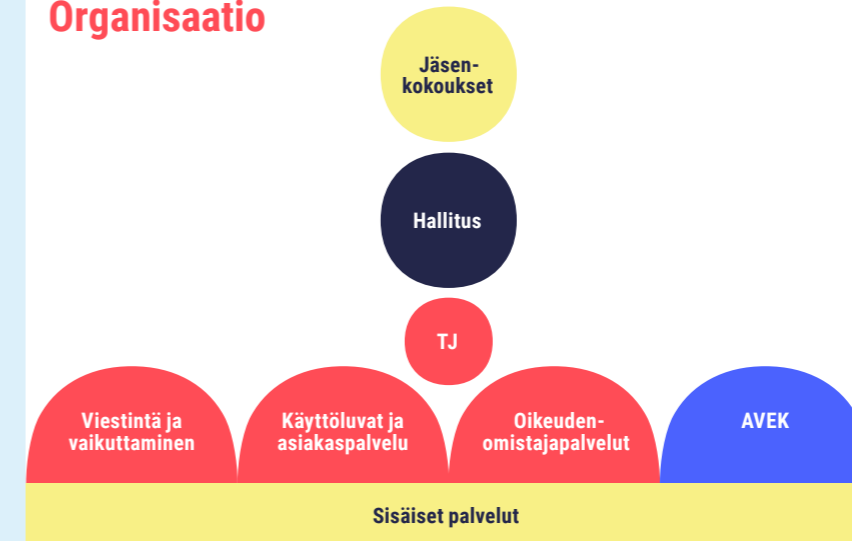 Organisaatio
Jäsen-
kokoukset
Hallitus
TJ
Viestintä ja
vaikuttaminen
Käyttöluvat ja
asiakaspalvelu
Oikeuden-
omistajapalvelut
AVEK
Sisäiset palvelut